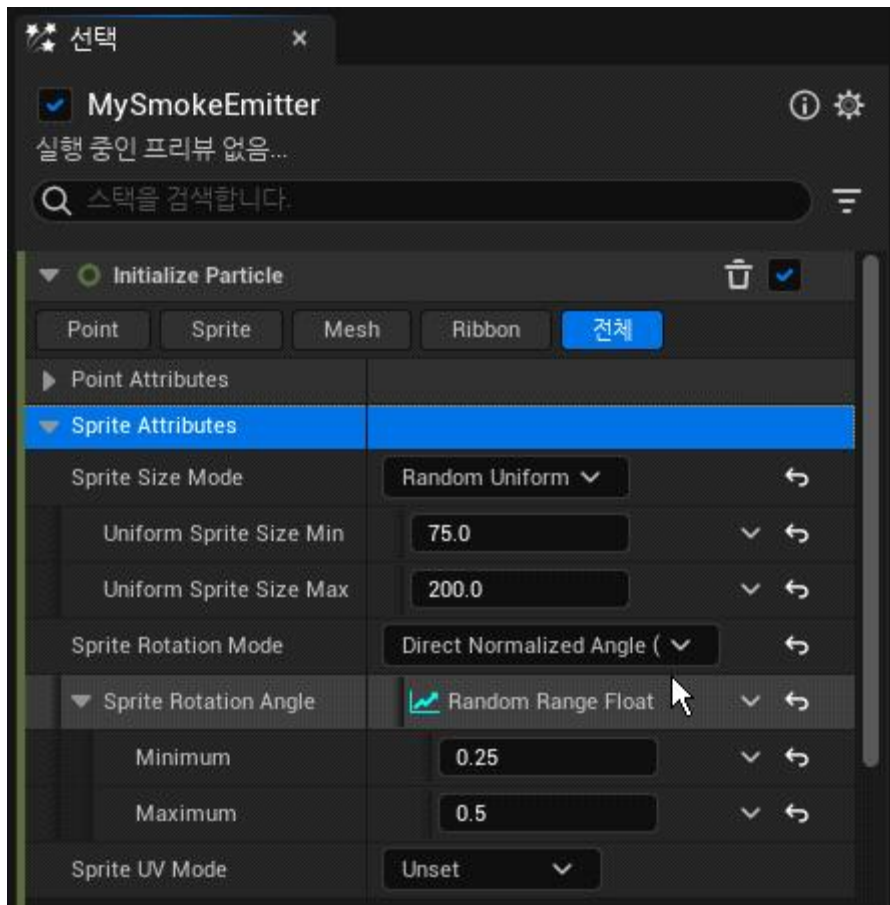 선택
MySmokeEmitter
실행 중인 프리뷰 없음...
스택을 검색합니다.
Initialize Particle
Point Sprite Mesh Ribbon 전체
Point Attributes
Sprite Attributes
Sprite Size Mode Random Uniform
Uniform Sprite Size Min 75.0
Uniform Sprite Size Max 200.0
Sprite Rotation Mode Direct Normalized Angle (
Sprite Rotation Angle Random Range Float
Minimum 0.25
Maximum 0.5
Sprite UV Mode Unset